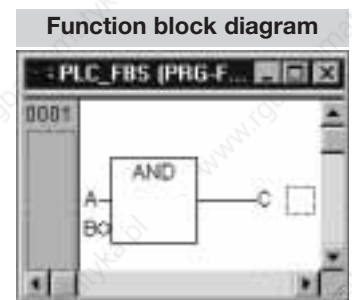 Function block diagram
PLC_FBS (PRG-F...
0001
AND
A
B
C